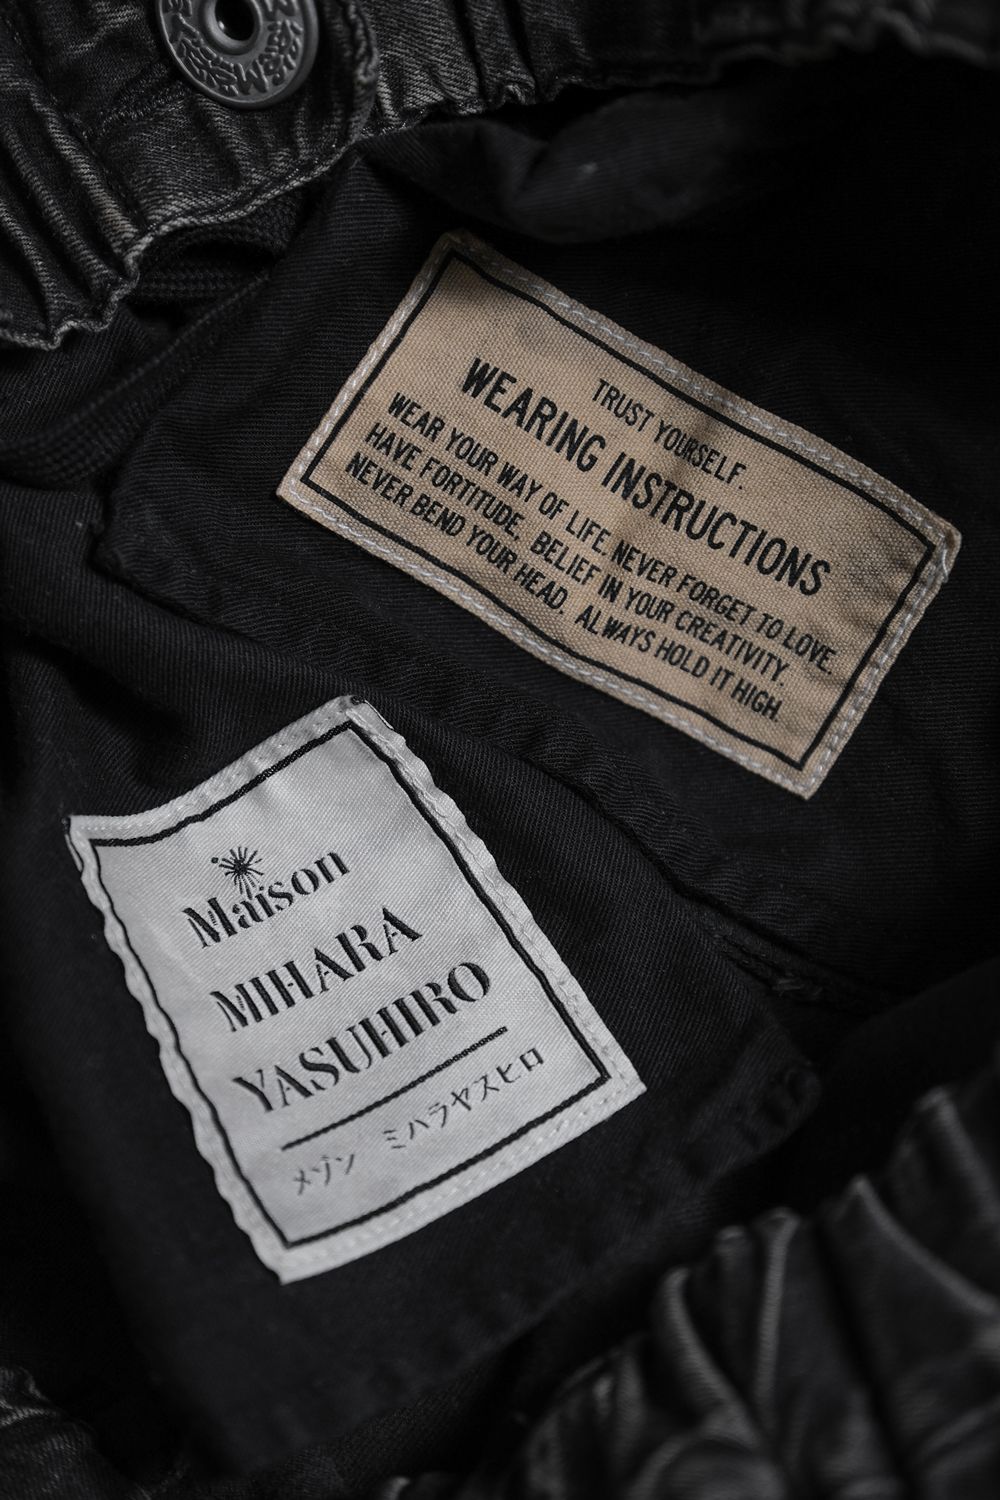 TRUST YOURSELF.
WEARING INSTRUCTIONS
WEAR YOUR WAY OF LIFE. NEVER FORGET TO LOVE.
HAVE FORTITUDE, BELIEF IN YOUR CREATIVITY.
NEVER BEND YOUR HEAD. ALWAYS HOLD IT HIGH.
Maison
MIHARA
YASUHIRO
メゾン ミハラヤスヒロ